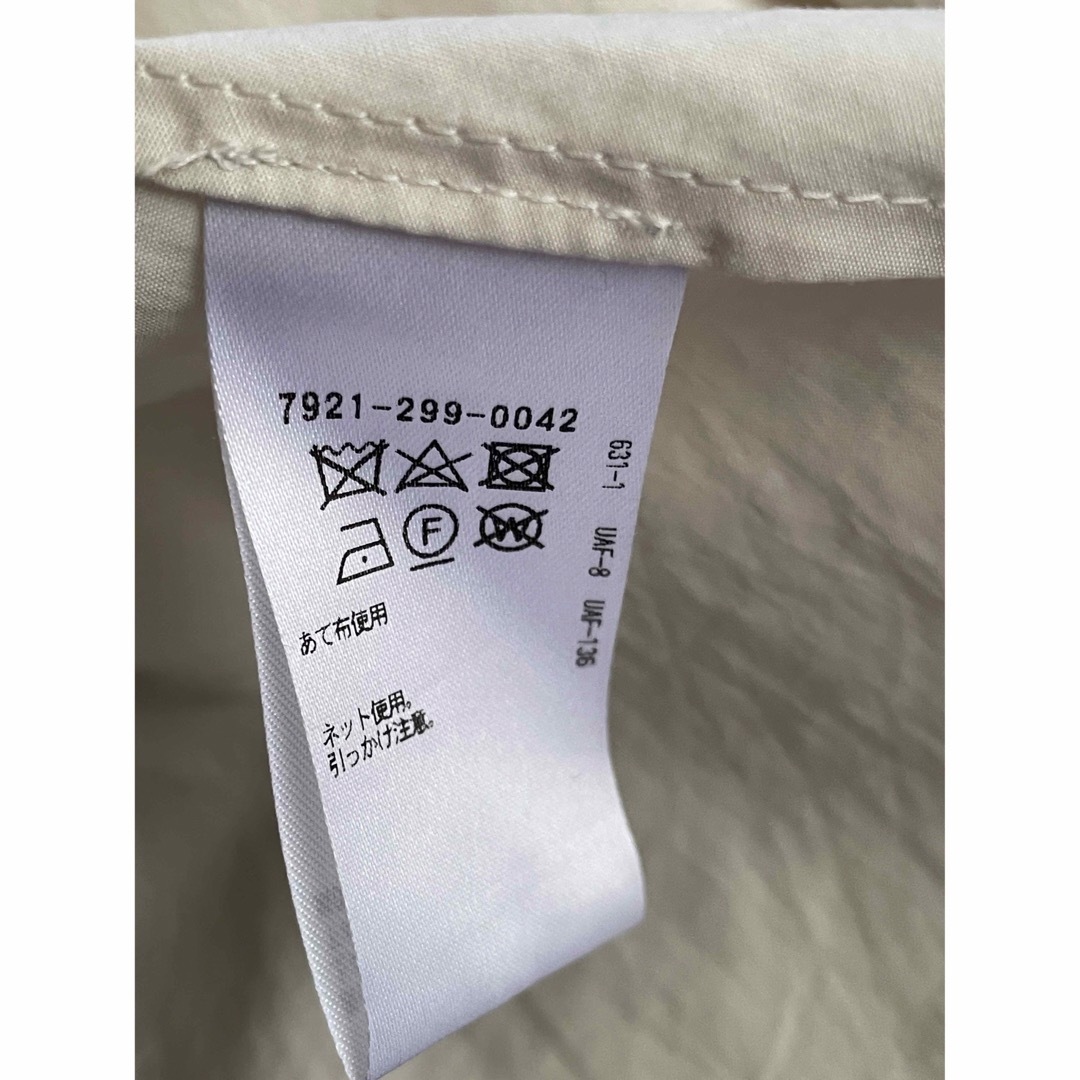 7921-299-0042
F
W
あて布使用
ネット使用。
引っかけ注意。
631-1 UAF-8 UAF-136